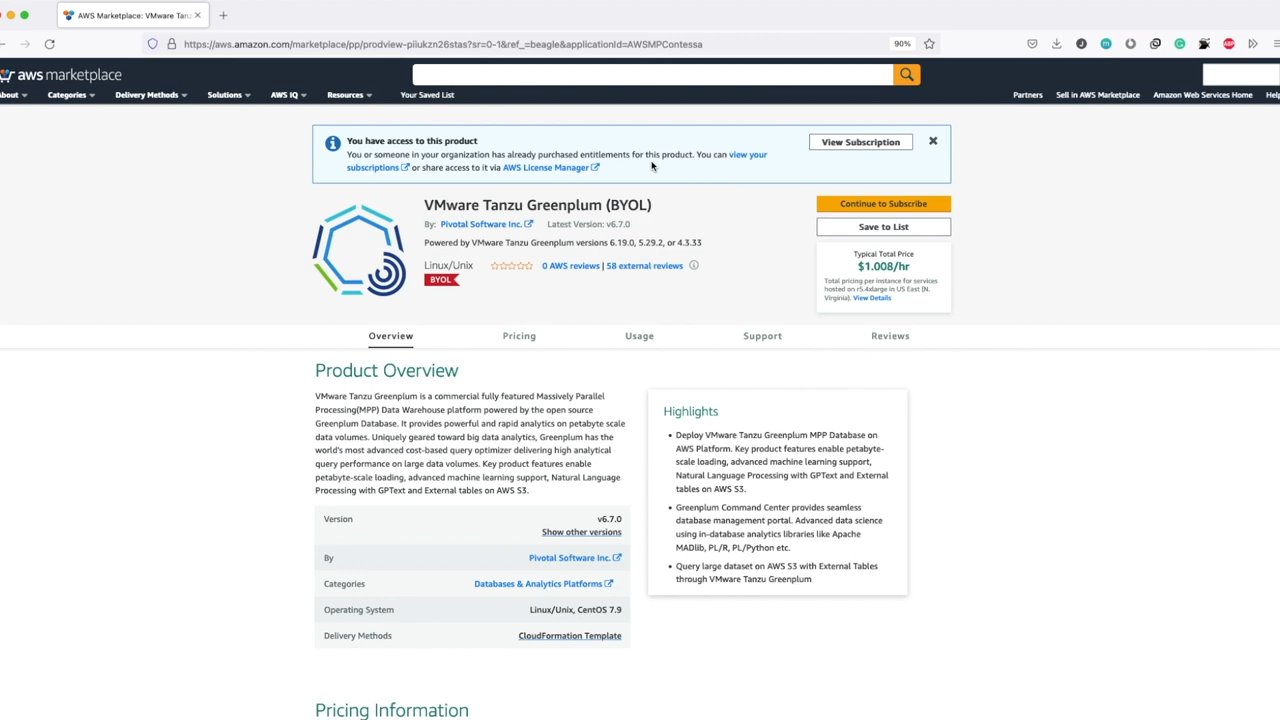 AWS Marketplace: VMware Tan
https://aws.amazon.com/marketplace/pp/prodview-piiukzn26stas?sr=0-1&ref_=beagle&applicationId=AWSMPContessa
90%
aws marketplace
About
Categories
Delivery Methods
Solutions
AWS IQ
Resources
Your Saved List
Partners
Sell in AWS Marketplace
Amazon Web Services Home
Help
You have access to this product
You or someone in your organization has already purchased entitlements for this product. You can view your
subscriptions or share access to it via AWS License Manager
View Subscription
VMware Tanzu Greenplum (BYOL)
By: Pivotal Software Inc. Latest Version: v6.7.0
Powered by VMware Tanzu Greenplum versions 6.19.0, 5.29.2, or 4.3.33
Linux/Unix
0 AWS reviews | 58 external reviews
BYOL
Continue to Subscribe
Save to List
Typical Total Price
$1.008/hr
Total pricing per instance for services
hosted on r5.4xlarge in US East (N.
Virginia). View Details
Overview
Pricing
Usage
Support
Reviews
Product Overview
VMware Tanzu Greenplum is a commercial fully featured Massively Parallel
Processing(MPP) Data Warehouse platform powered by the open source
Greenplum Database. It provides powerful and rapid analytics on petabyte scale
data volumes. Uniquely geared toward big data analytics, Greenplum has the
world's most advanced cost-based query optimizer delivering high analytical
query performance on large data volumes. Key product features enable
petabyte-scale loading, advanced machine learning support, Natural Language
Processing with GPText and External tables on AWS S3.
Version
v6.7.0
Show other versions
By
Pivotal Software Inc.
Categories
Databases & Analytics Platforms
Operating System
Linux/Unix, CentOS 7.9
Delivery Methods
CloudFormation Template
Highlights
• Deploy VMware Tanzu Greenplum MPP Database on
AWS Platform. Key product features enable petabyte-
scale loading, advanced machine learning support,
Natural Language Processing with GPText and External
tables on AWS S3.
• Greenplum Command Center provides seamless
database management portal. Advanced data science
using in-database analytics libraries like Apache
MADlib, PL/R, PL/Python etc.
• Query large dataset on AWS S3 with External Tables
through VMware Tanzu Greenplum
Pricing Information